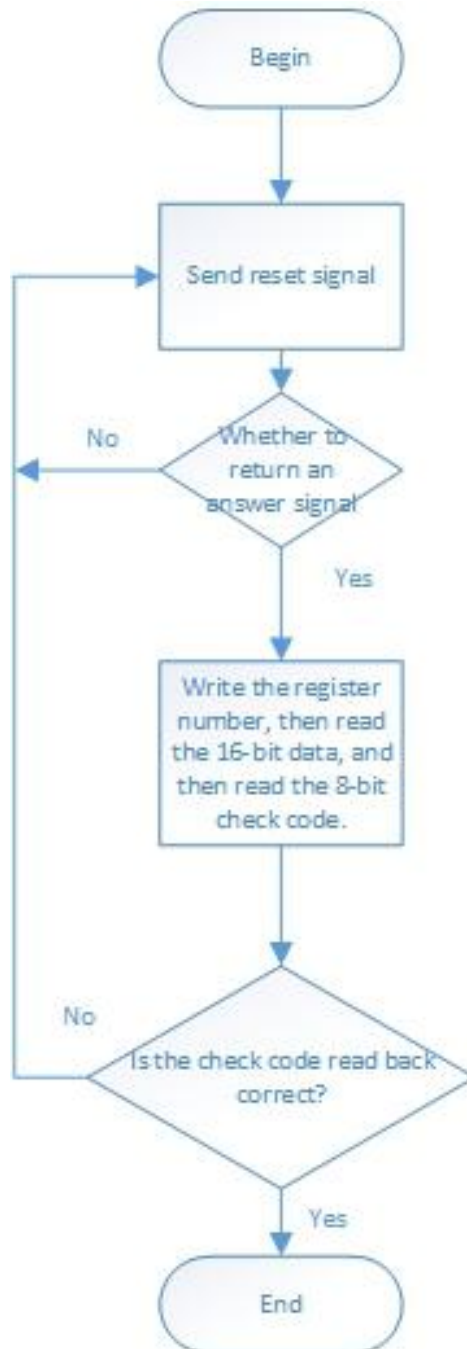 Begin
Send reset signal
No
Whether to
return an
answer signal
Yes
Write the register
number, then read
the 16-bit data, and
then read the 8-bit
check code.
No
Is the check code read back
correct?
Yes
End